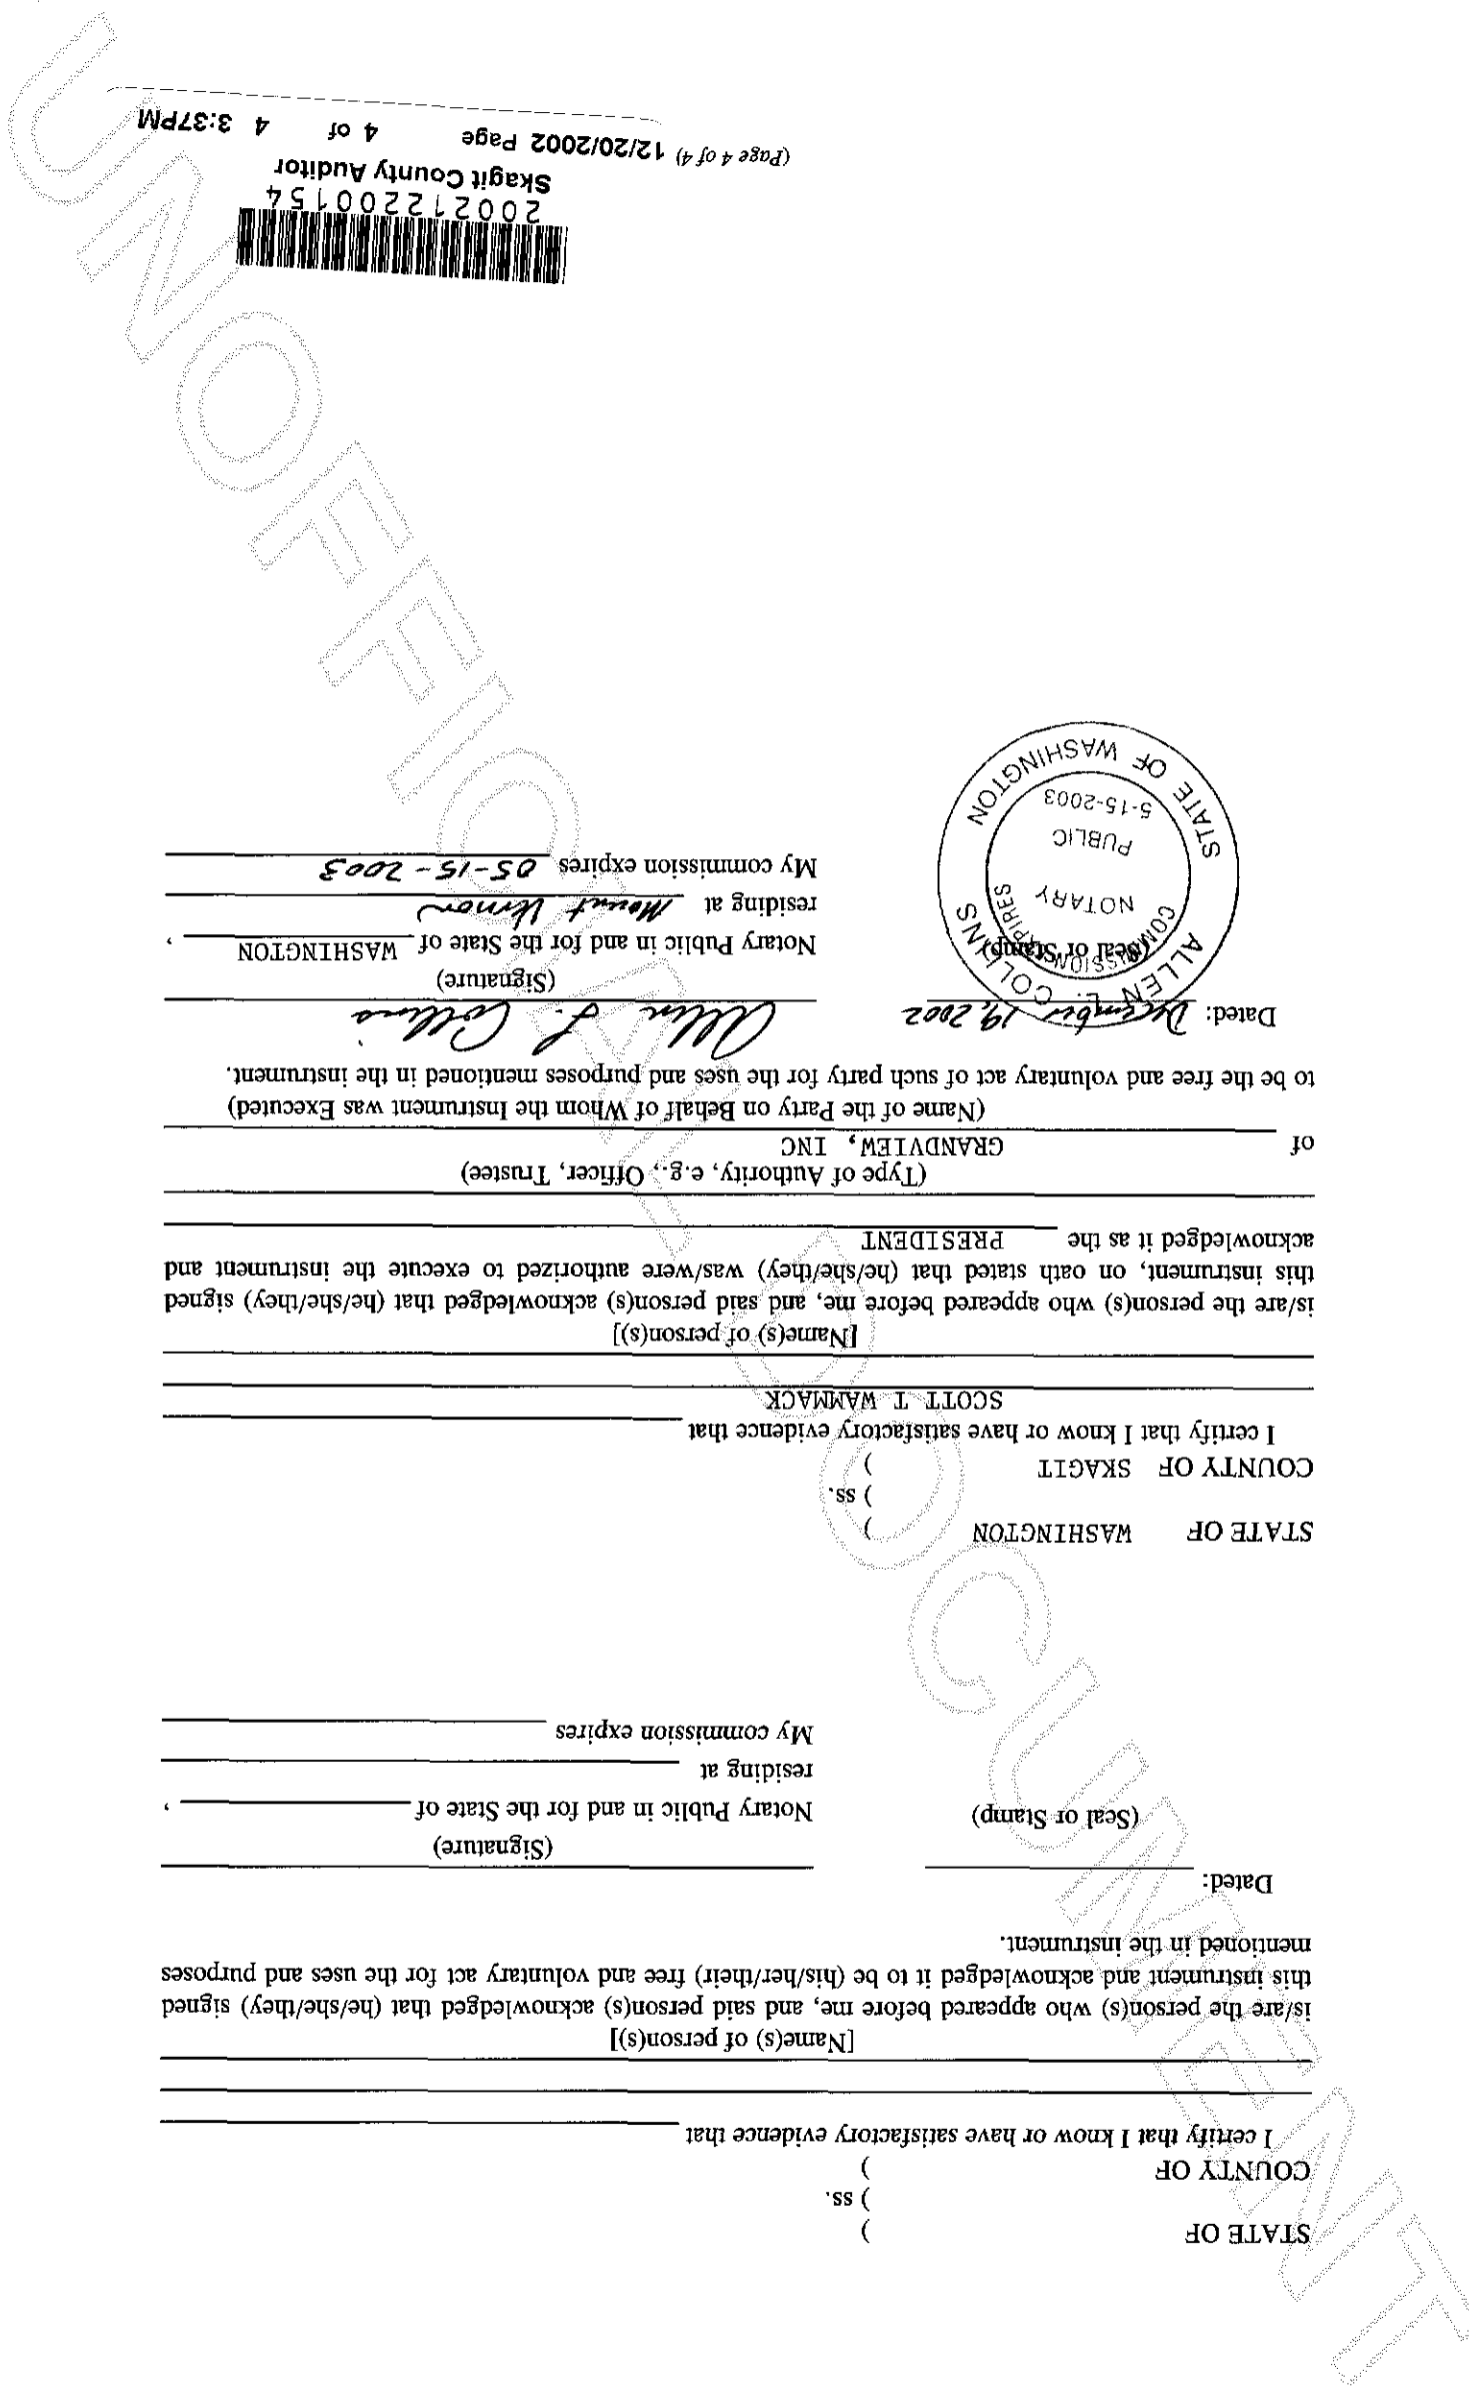 STATE OF )
) ss.
COUNTY OF )
I certify that I know or have satisfactory evidence that
[Name(s) of person(s)]
is/are the person(s) who appeared before me, and said person(s) acknowledged that (he/she/they) signed
this instrument and acknowledged it to be (his/her/their) free and voluntary act for the uses and purposes
mentioned in the instrument.
Dated:
(Signature)
(Seal or Stamp)
Notary Public in and for the State of ,
residing at
My commission expires
STATE OF WASHINGTON )
) ss.
COUNTY OF SKAGIT )
I certify that I know or have satisfactory evidence that
SCOTT T WAMMACK
[Name(s) of person(s)]
is/are the person(s) who appeared before me, and said person(s) acknowledged that (he/she/they) signed
this instrument, on oath stated that (he/she/they) was/were authorized to execute the instrument and
acknowledged it as the PRESIDENT
(Type of Authority, e.g., Officer, Trustee)
of GRANDVIEW, INC
(Name of the Party on Behalf of Whom the Instrument was Executed)
to be the free and voluntary act of such party for the uses and purposes mentioned in the instrument.
Dated: December 19, 2002
Allen L. Collins
(Signature)
(Seal or Stamp)
Notary Public in and for the State of WASHINGTON ,
residing at Mount Vernon
My commission expires 05-15-2003
ALLEN L. COLLINS
COMMISSION EXPIRES
NOTARY
PUBLIC
5-15-2003
STATE OF WASHINGTON
200212200154
Skagit County Auditor
(Page 4 of 4) 12/20/2002 Page 4 of 4 3:37PM
UNOFFICIAL DOCUMENT